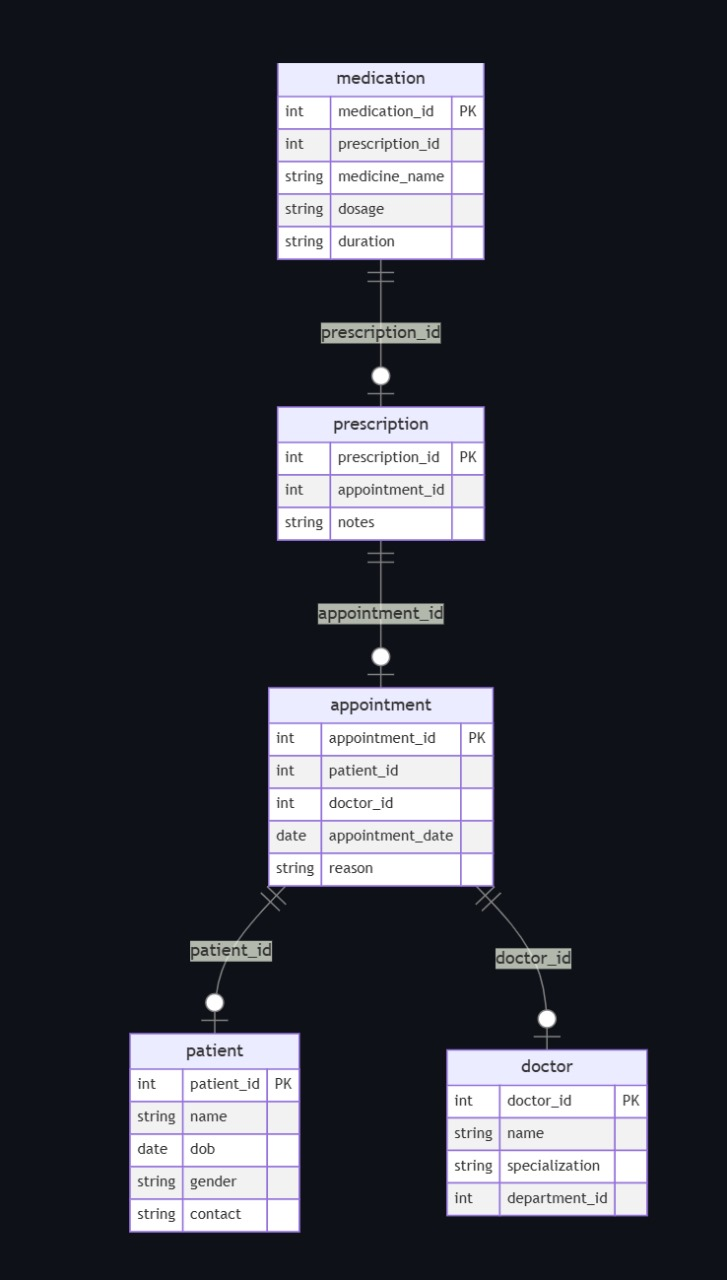 medication
int medication_id PK
int prescription_id
string medicine_name
string dosage
string duration
prescription_id
prescription
int prescription_id PK
int appointment_id
string notes
appointment_id
appointment
int appointment_id PK
int patient_id
int doctor_id
date appointment_date
string reason
patient_id
doctor_id
patient
int patient_id PK
string name
date dob
string gender
string contact
doctor
int doctor_id PK
string name
string specialization
int department_id